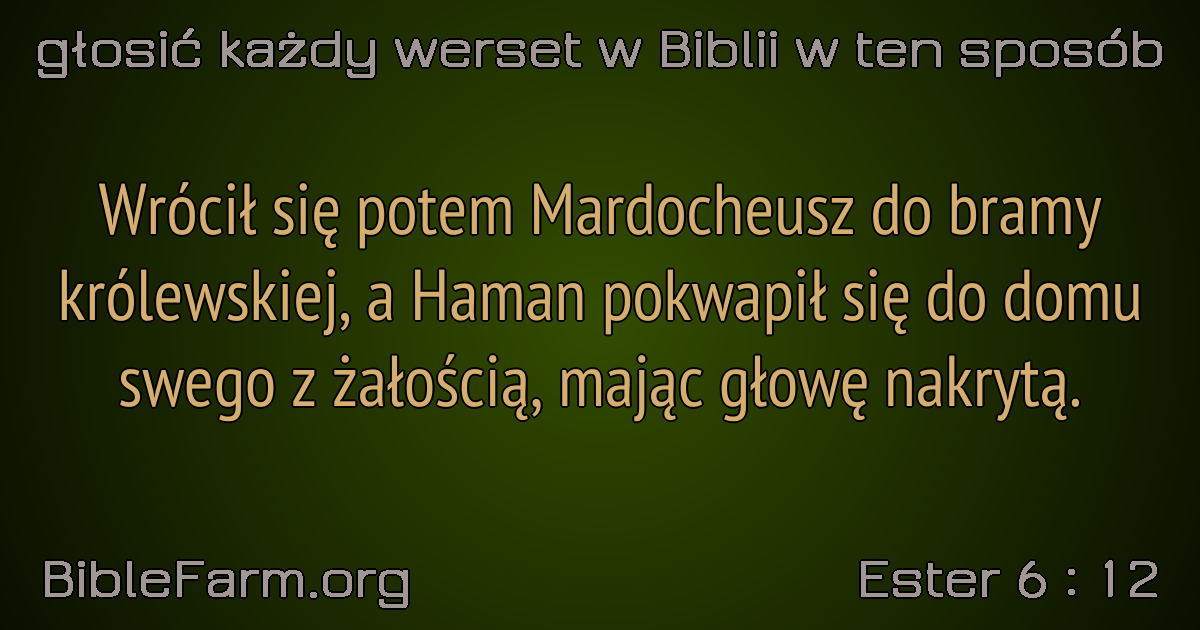 głosić każdy werset w Biblii w ten sposób
Wrócił się potem Mardocheusz do bramy
królewskiej, a Haman pokwapił się do domu
swego z żałością, mając głowę nakrytą.
BibleFarm.org
Ester 6 : 12